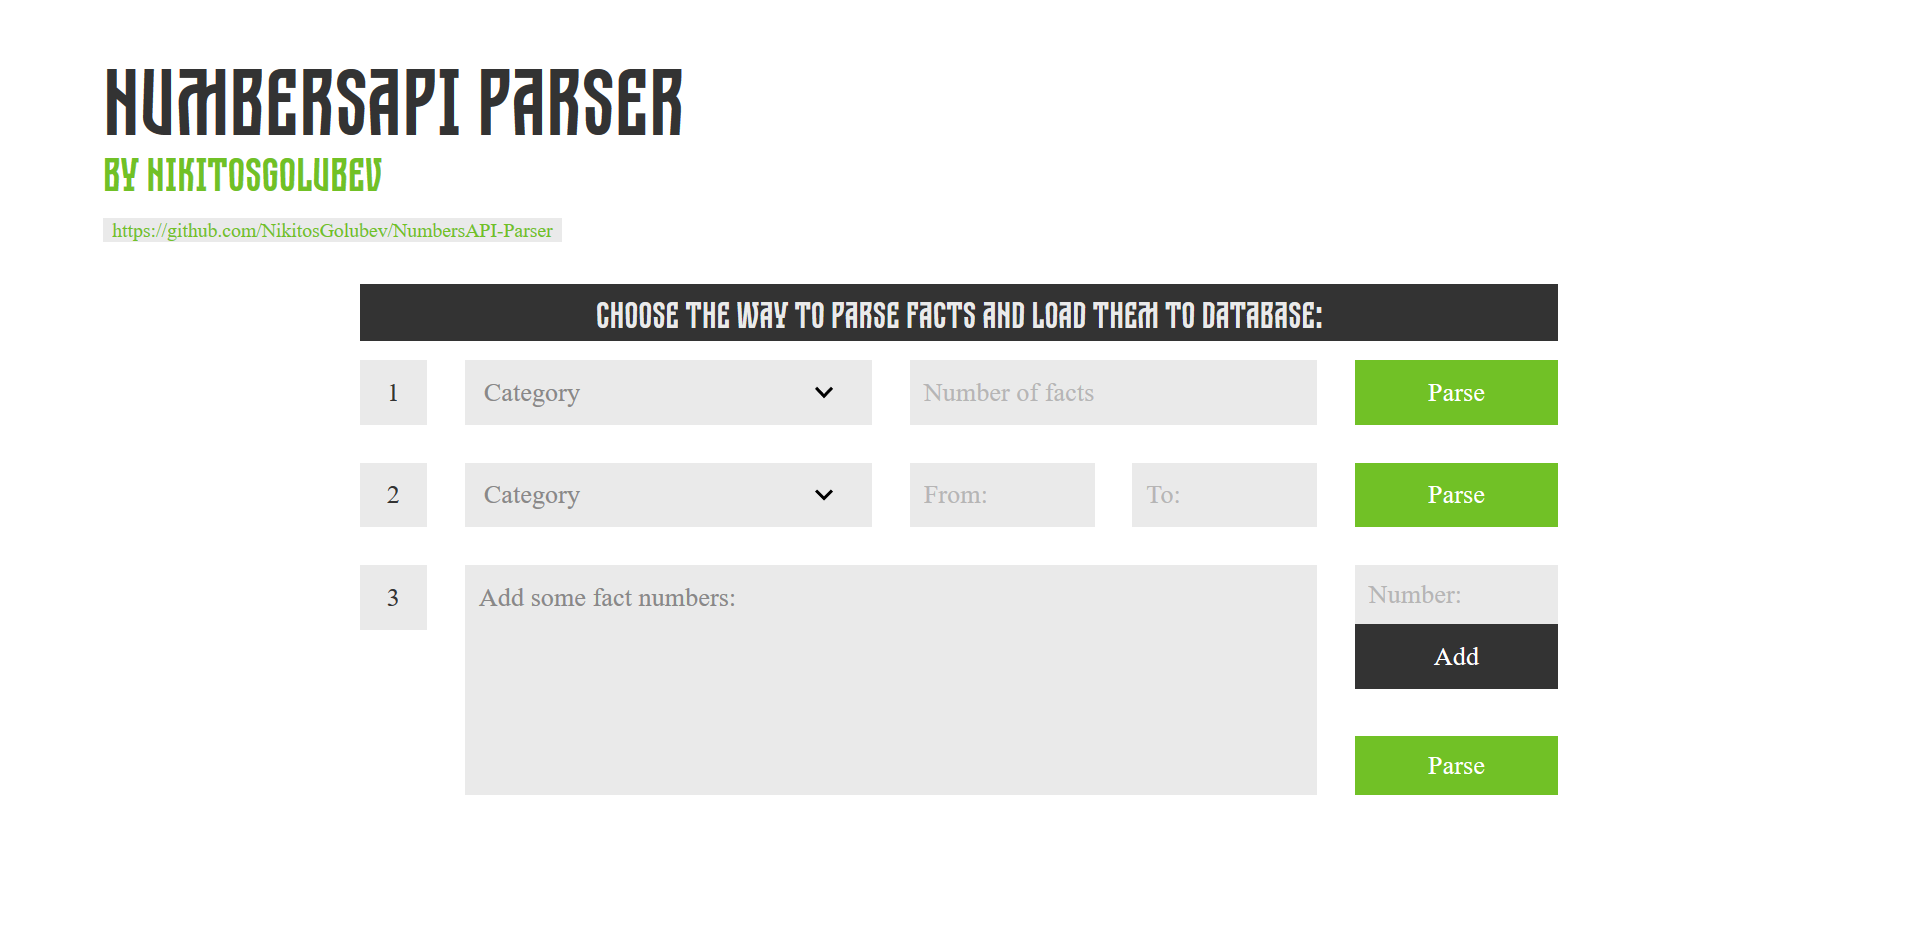 NUMBERSAPI PARSER
BY NIKITOSGOLUBEV
https://github.com/NikitosGolubev/NumbersAPI-Parser
CHOOSE THE WAY TO PARSE FACTS AND LOAD THEM TO DATABASE:
1 Category Number of facts Parse
2 Category From: To: Parse
3 Add some fact numbers: Number:
Add
Parse